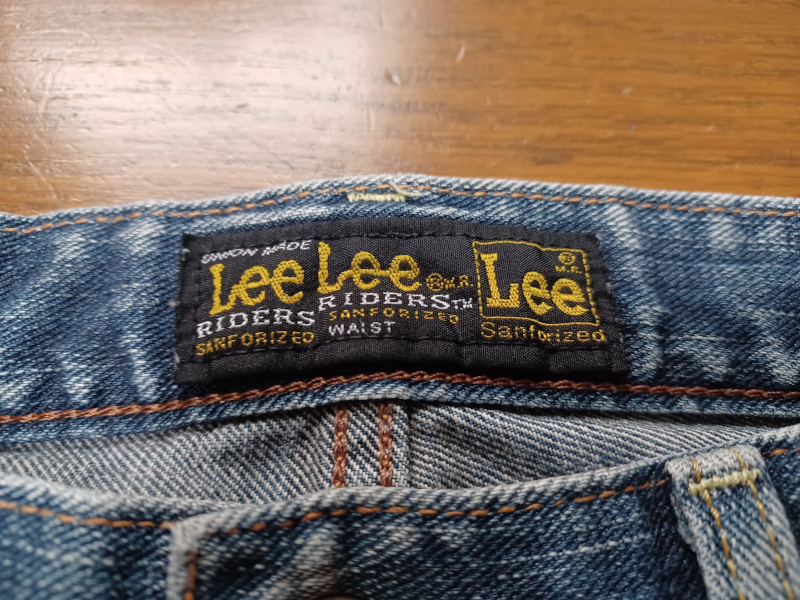 UNION MADE
Lee
RIDERS
SANFORIZED
Lee ® M.R.
RIDERS™
SANFORIZED
WAIST
® M.R.
Lee
Sanforized